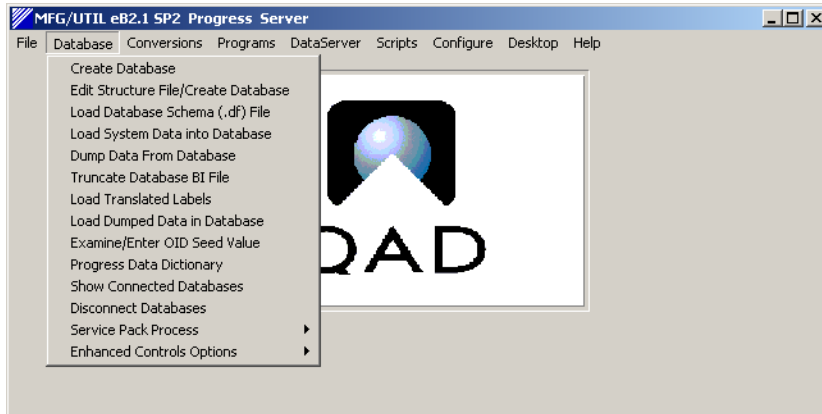 MFG/UTIL eB2.1 SP2 Progress Server
File Database Conversions Programs DataServer Scripts Configure Desktop Help
Create Database
Edit Structure File/Create Database
Load Database Schema (.df) File
Load System Data into Database
Dump Data From Database
Truncate Database BI File
Load Translated Labels
Load Dumped Data in Database
Examine/Enter OID Seed Value
Progress Data Dictionary
Show Connected Databases
Disconnect Databases
Service Pack Process
Enhanced Controls Options
QAD